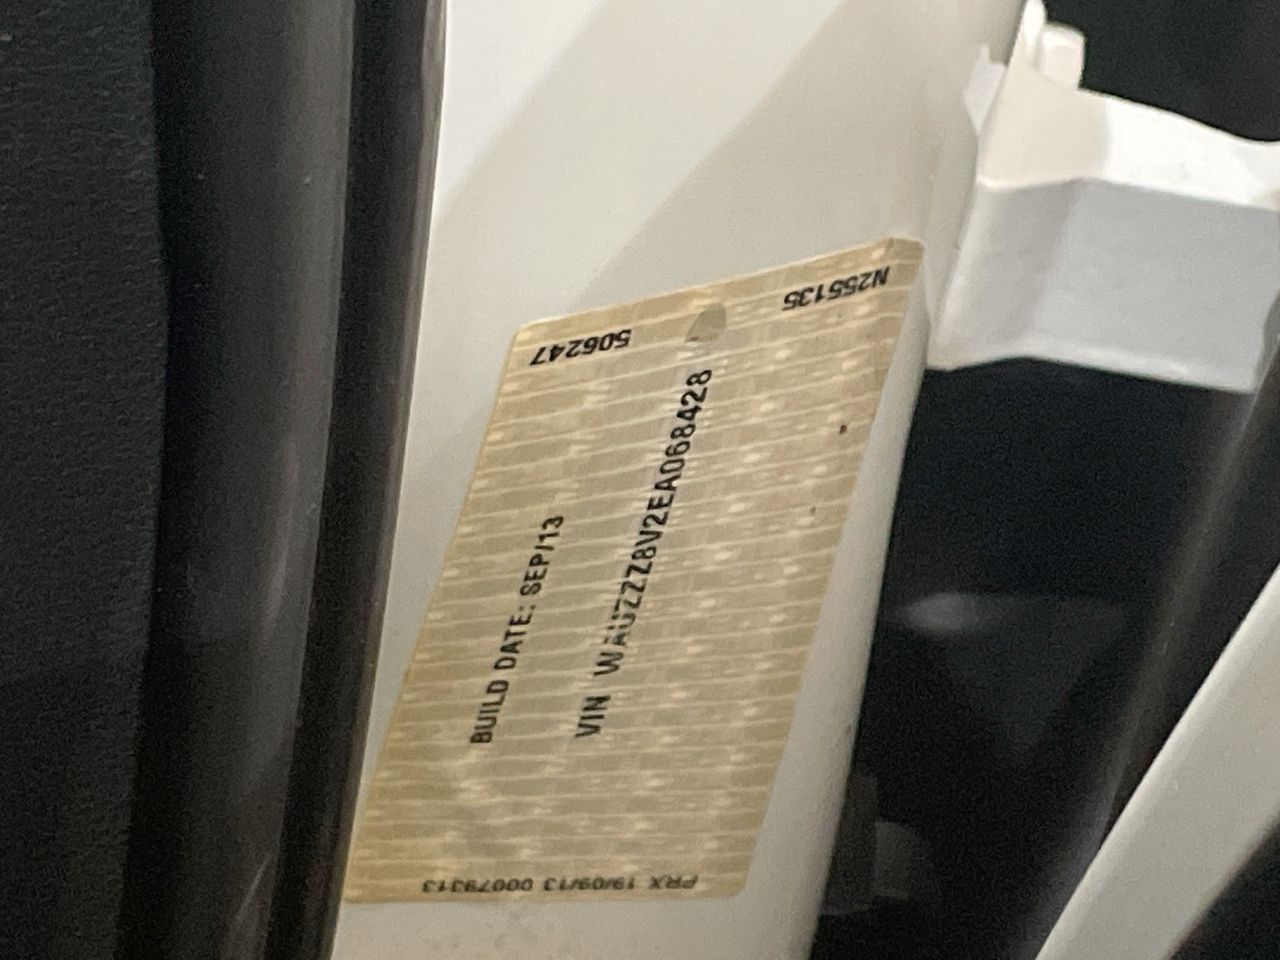 N255135
506247
BUILD DATE: SEP/13
VIN WAUZZZ8V2EA068428
PRX 19/09/13 00079313